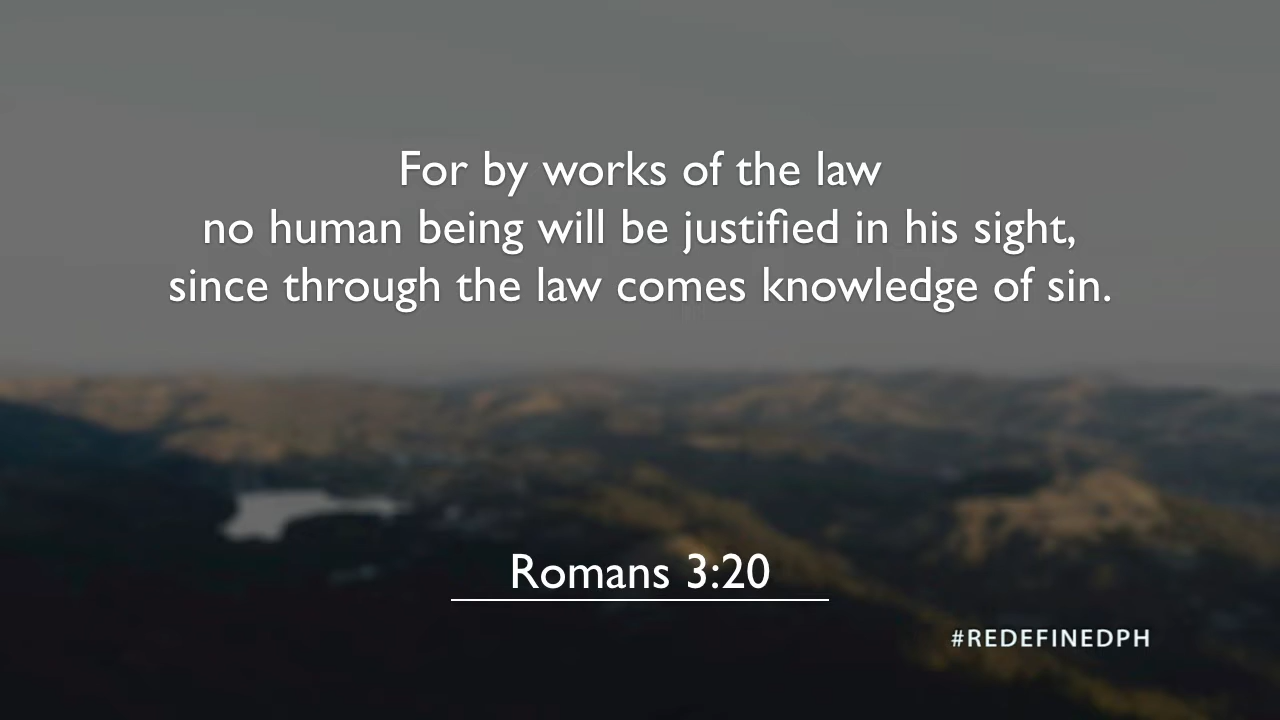 For by works of the law
no human being will be justified in his sight,
since through the law comes knowledge of sin.
Romans 3:20
#REDEFINEDPH